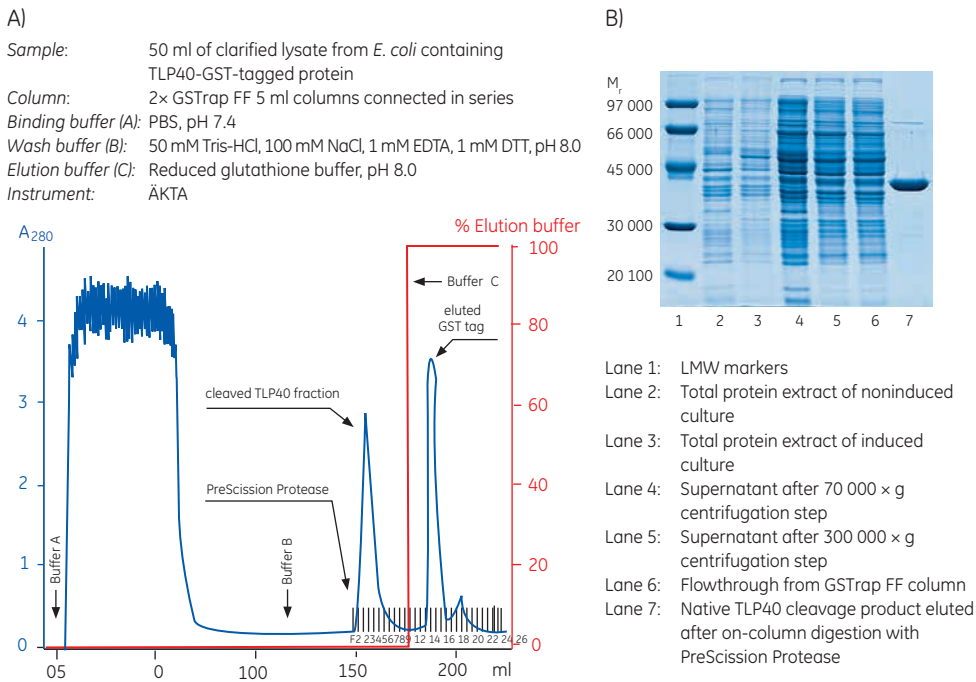 A)
Sample: 50 ml of clarified lysate from E. coli containing
TLP40-GST-tagged protein
Column: 2× GSTrap FF 5 ml columns connected in series
Binding buffer (A): PBS, pH 7.4
Wash buffer (B): 50 mM Tris-HCl, 100 mM NaCl, 1 mM EDTA, 1 mM DTT, pH 8.0
Elution buffer (C): Reduced glutathione buffer, pH 8.0
Instrument: ÄKTA
A280
% Elution buffer
100
Buffer C
eluted
GST tag
4
80
cleaved TLP40 fraction
3
60
PreScission Protease
2
40
Buffer A
Buffer B
1
20
F2 23456789 12 14 16 18 20 22 24 26
0
0
05 0 150 200 ml
B)
Mr
97 000
66 000
45 000
30 000
20 100
1 2 3 4 5 6 7
Lane 1: LMW markers
Lane 2: Total protein extract of noninduced
culture
Lane 3: Total protein extract of induced
culture
Lane 4: Supernatant after 70 000 × g
centrifugation step
Lane 5: Supernatant after 300 000 × g
centrifugation step
Lane 6: Flowthrough from GSTrap FF column
Lane 7: Native TLP40 cleavage product eluted
after on-column digestion with
PreScission Protease